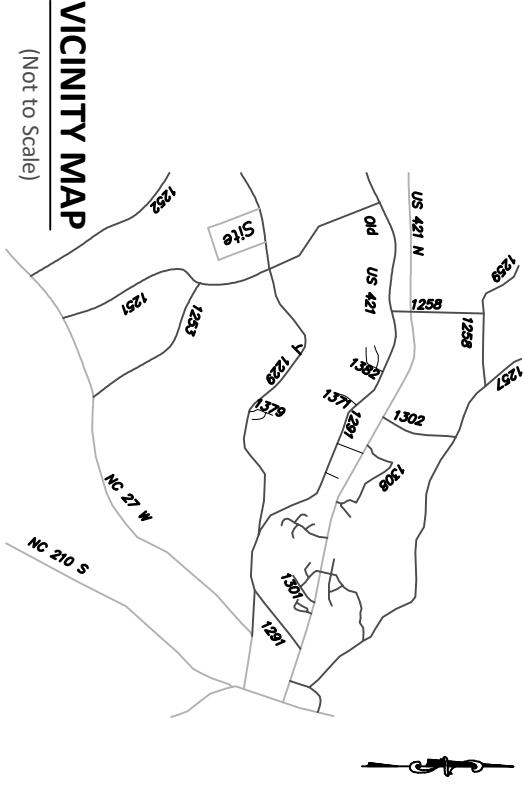 VICINITY MAP
(Not to Scale)
1252
Site
Old US 421
US 421 N
1259
1258
1258
1257
1251
1253
1229
1382
1371
1379
1291
1302
1308
NC 27 W
NC 210 S
1301
1291